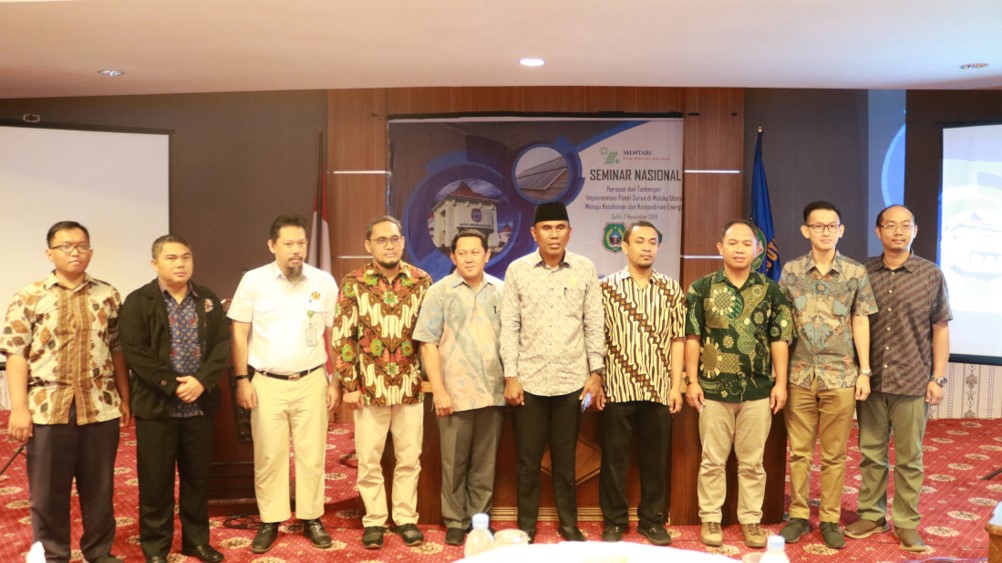 MENTARI
SEMINAR NASIONAL
Harapan dan Tantangan
Implementasi Panel Surya di Maluku Utara
Menuju Ketahanan dan Kemandirian Energi